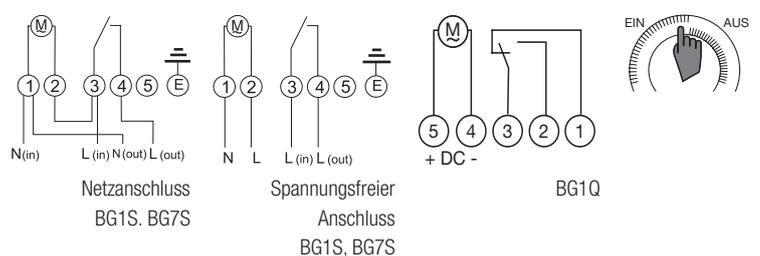 M M M EIN AUS
1 2 3 4 5 E 1 2 3 4 5 E
5 4 3 2 1
N(in) L (in) N(out) L (out) N L L (in) L (out) + DC -
Netzanschluss Spannungsfreier BG1Q
BG1S. BG7S Anschluss
BG1S, BG7S